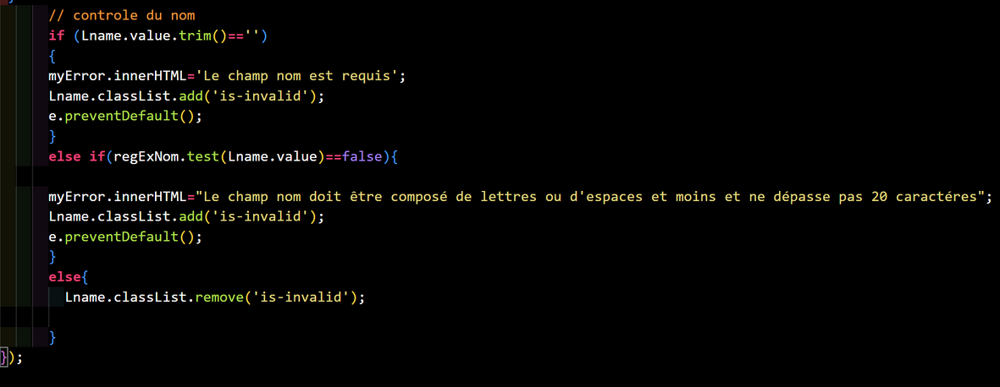 // controle du nom
if (Lname.value.trim()=='')
{
myError.innerHTML='Le champ nom est requis';
Lname.classList.add('is-invalid');
e.preventDefault();
}
else if(regExNom.test(Lname.value)==false){
myError.innerHTML="Le champ nom doit être composé de lettres ou d'espaces et moins et ne dépasse pas 20 caractéres";
Lname.classList.add('is-invalid');
e.preventDefault();
}
else{
Lname.classList.remove('is-invalid');
}
});